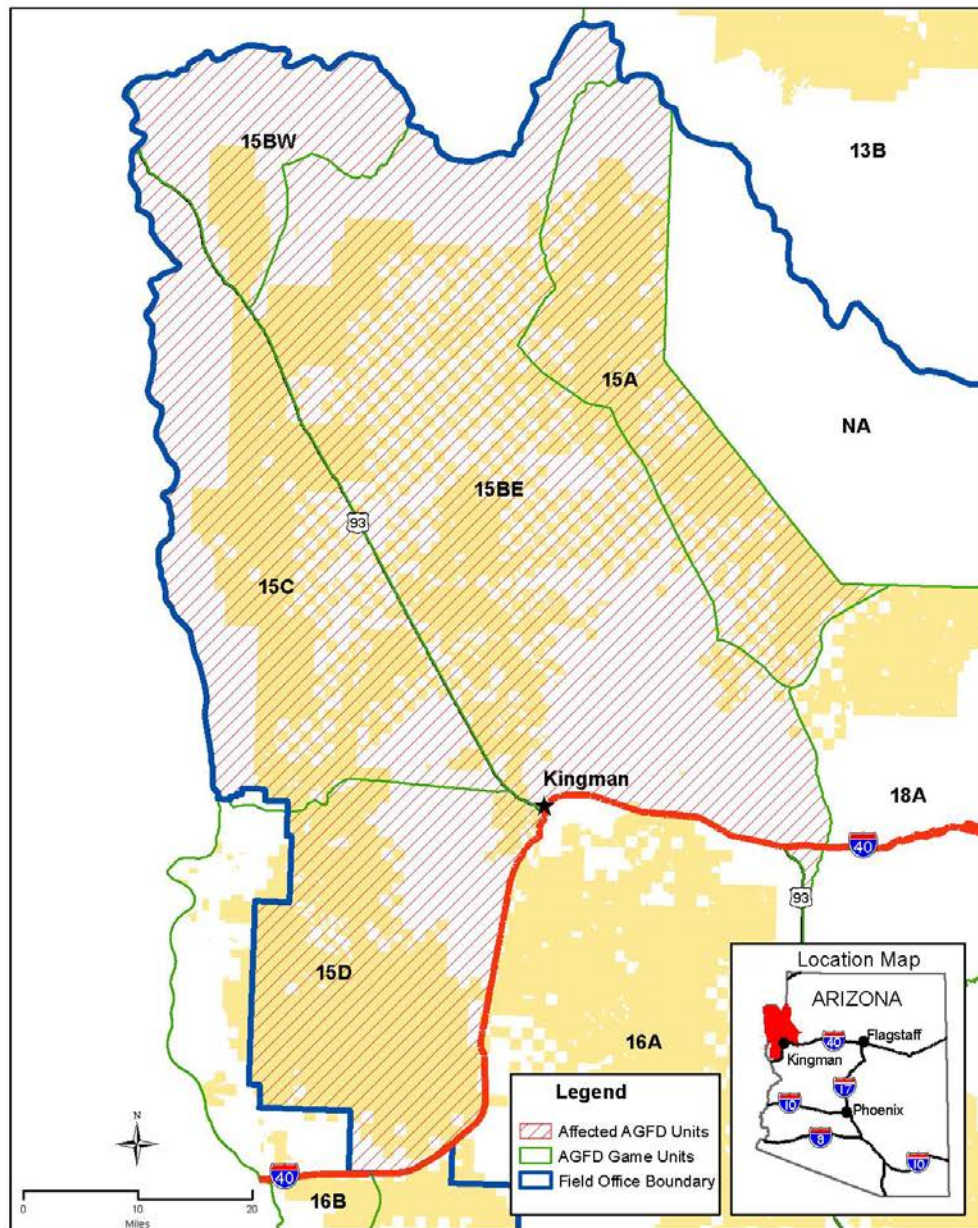 15BW
13B
15A
NA
15BE
93
15C
Kingman
18A
40
93
15D
16A
N
40
16B
0 10 20
Miles
Legend
Affected AGFD Units
AGFD Game Units
Field Office Boundary
Location Map
ARIZONA
Flagstaff
40
Kingman
17
10
Phoenix
8
10